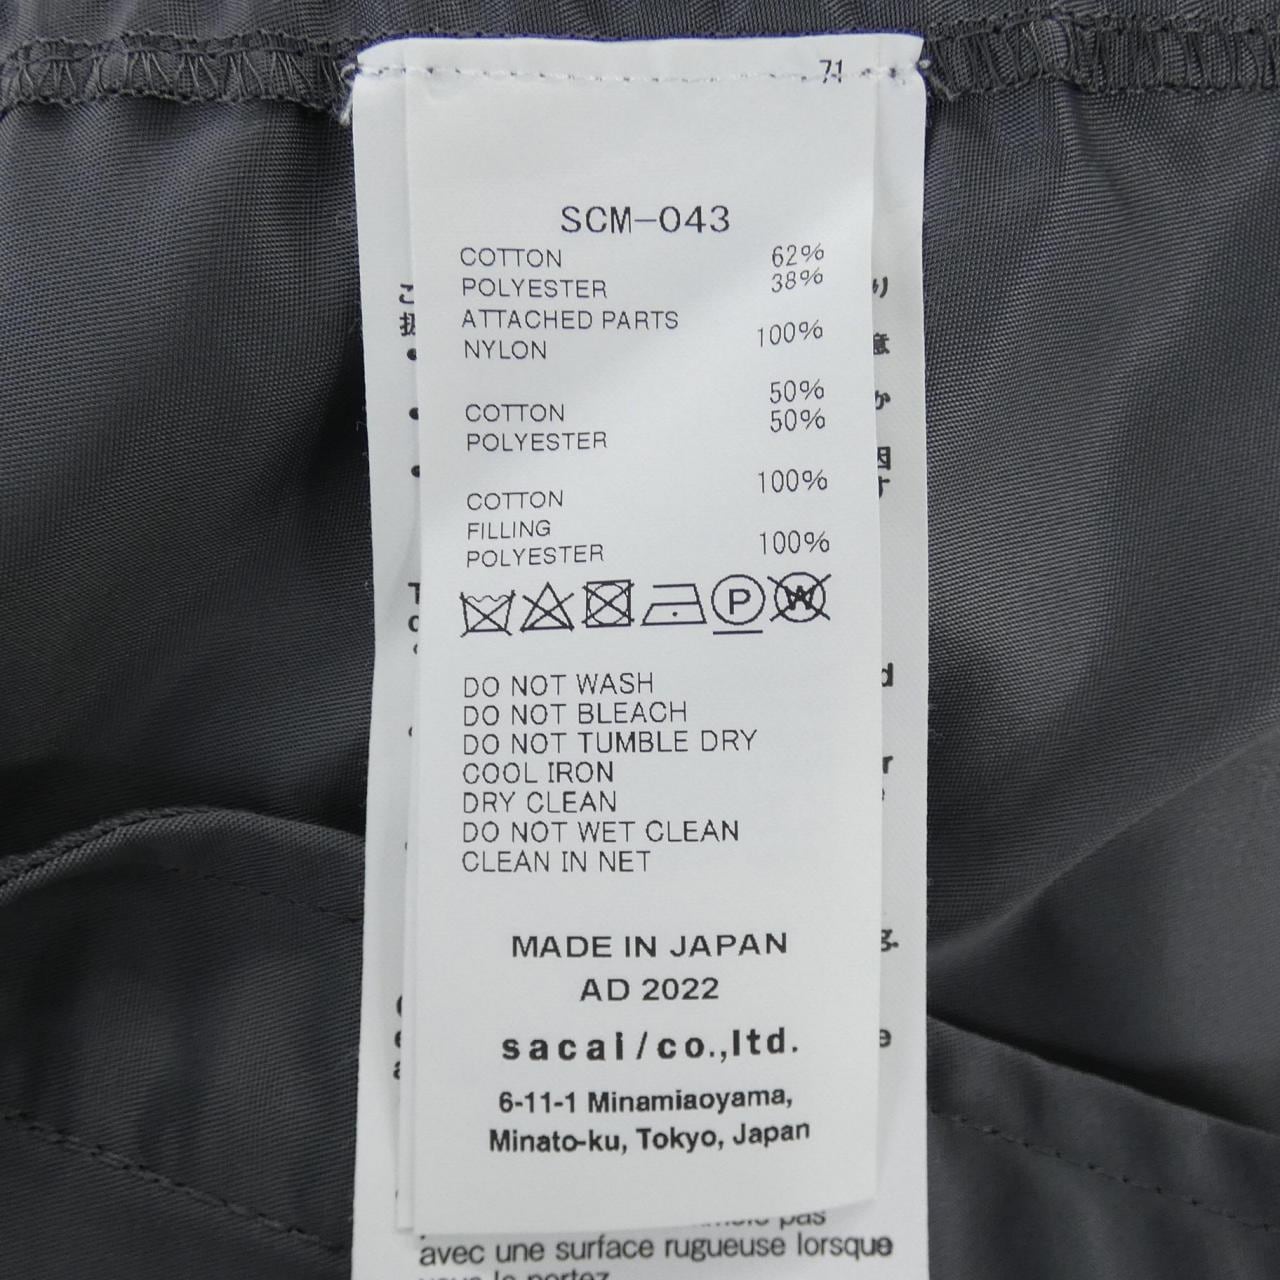 71
SCM-043
COTTON 62%
POLYESTER 38%
ATTACHED PARTS
NYLON 100%
COTTON 50%
POLYESTER 50%
COTTON 100%
FILLING
POLYESTER 100%
P W
DO NOT WASH
DO NOT BLEACH
DO NOT TUMBLE DRY
COOL IRON
DRY CLEAN
DO NOT WET CLEAN
CLEAN IN NET
MADE IN JAPAN
AD 2022
sacai/co.,ltd.
6-11-1 Minamiaoyama,
Minato-ku, Tokyo, Japan
pas
avec une surface rugueuse lorsque